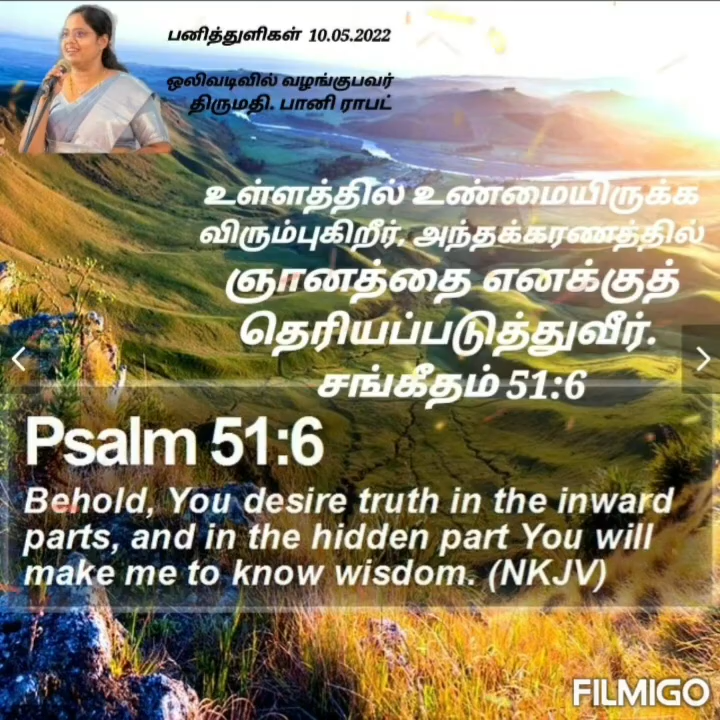 பனித்துளிகள் 10.05.2022
ஒலிவடிவில் வழங்குபவர்
திருமதி. பானி ராபட்
உள்ளத்தில் உண்மையிருக்க
விரும்புகிறீர், அந்தக்கரணத்தில்
ஞானத்தை எனக்குத்
தெரியப்படுத்துவீர்.
சங்கீதம் 51:6
Psalm 51:6
Behold, You desire truth in the inward
parts, and in the hidden part You will
make me to know wisdom. (NKJV)
FILMIGO